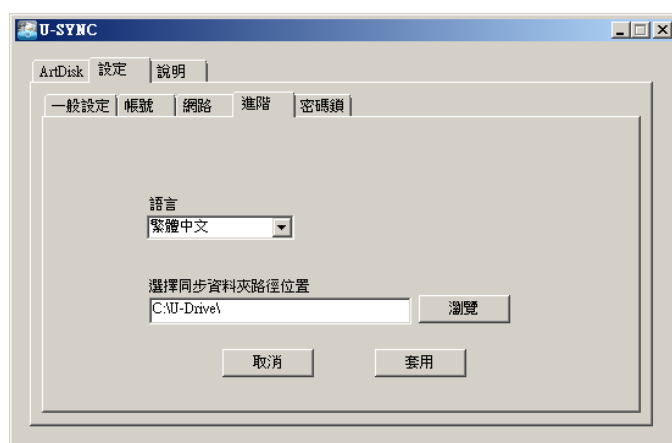 U-SYNC
ArtDisk 設定 說明
一般設定 帳號 網路 進階 密碼鎖
語言
繁體中文
選擇同步資料夾路徑位置
C:\U-Drive\ 瀏覽
取消 套用